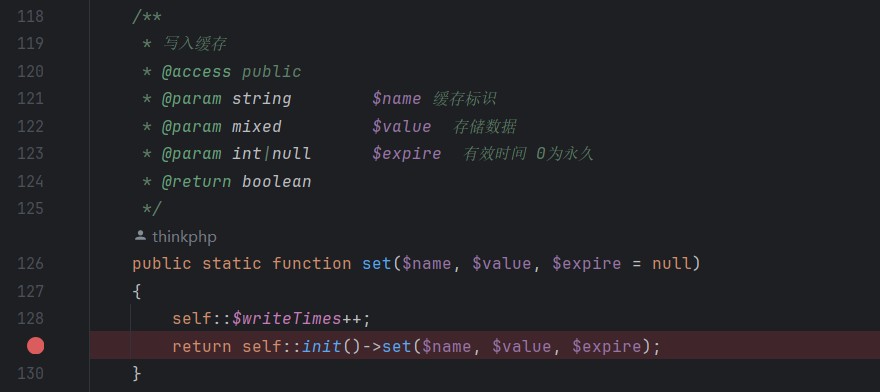 118 /**
119 * 写入缓存
120 * @access public
121 * @param string $name 缓存标识
122 * @param mixed $value 存储数据
123 * @param int|null $expire 有效时间 0为永久
124 * @return boolean
125 */
thinkphp
126 public static function set($name, $value, $expire = null)
127 {
128 self::$writeTimes++;
return self::init()->set($name, $value, $expire);
130 }